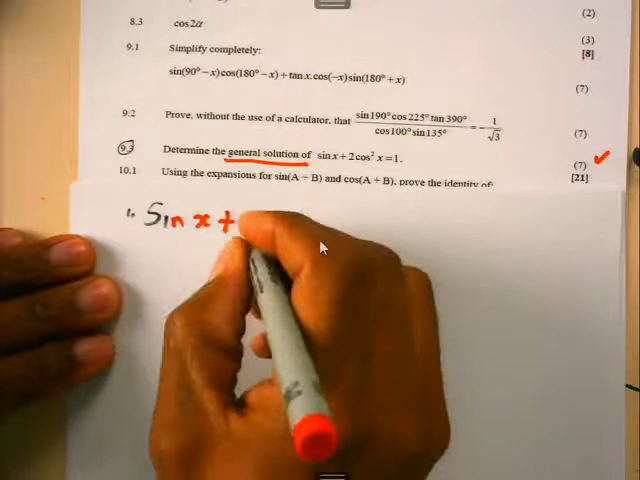 8.3 cos2α (2)
9.1 Simplify completely: (3)
[8]
sin(90° − x)cos(180° − x) + tan x.cos(−x)sin(180° + x) (7)
9.2 Prove, without the use of a calculator, that sin190°cos225°tan390° / cos100°sin135° = −1/√3 (7)
9.3 Determine the general solution of sin x + 2cos² x = 1. (7)
10.1 Using the expansions for sin(A + B) and cos(A + B), prove the identity of: [21]
Sin x +